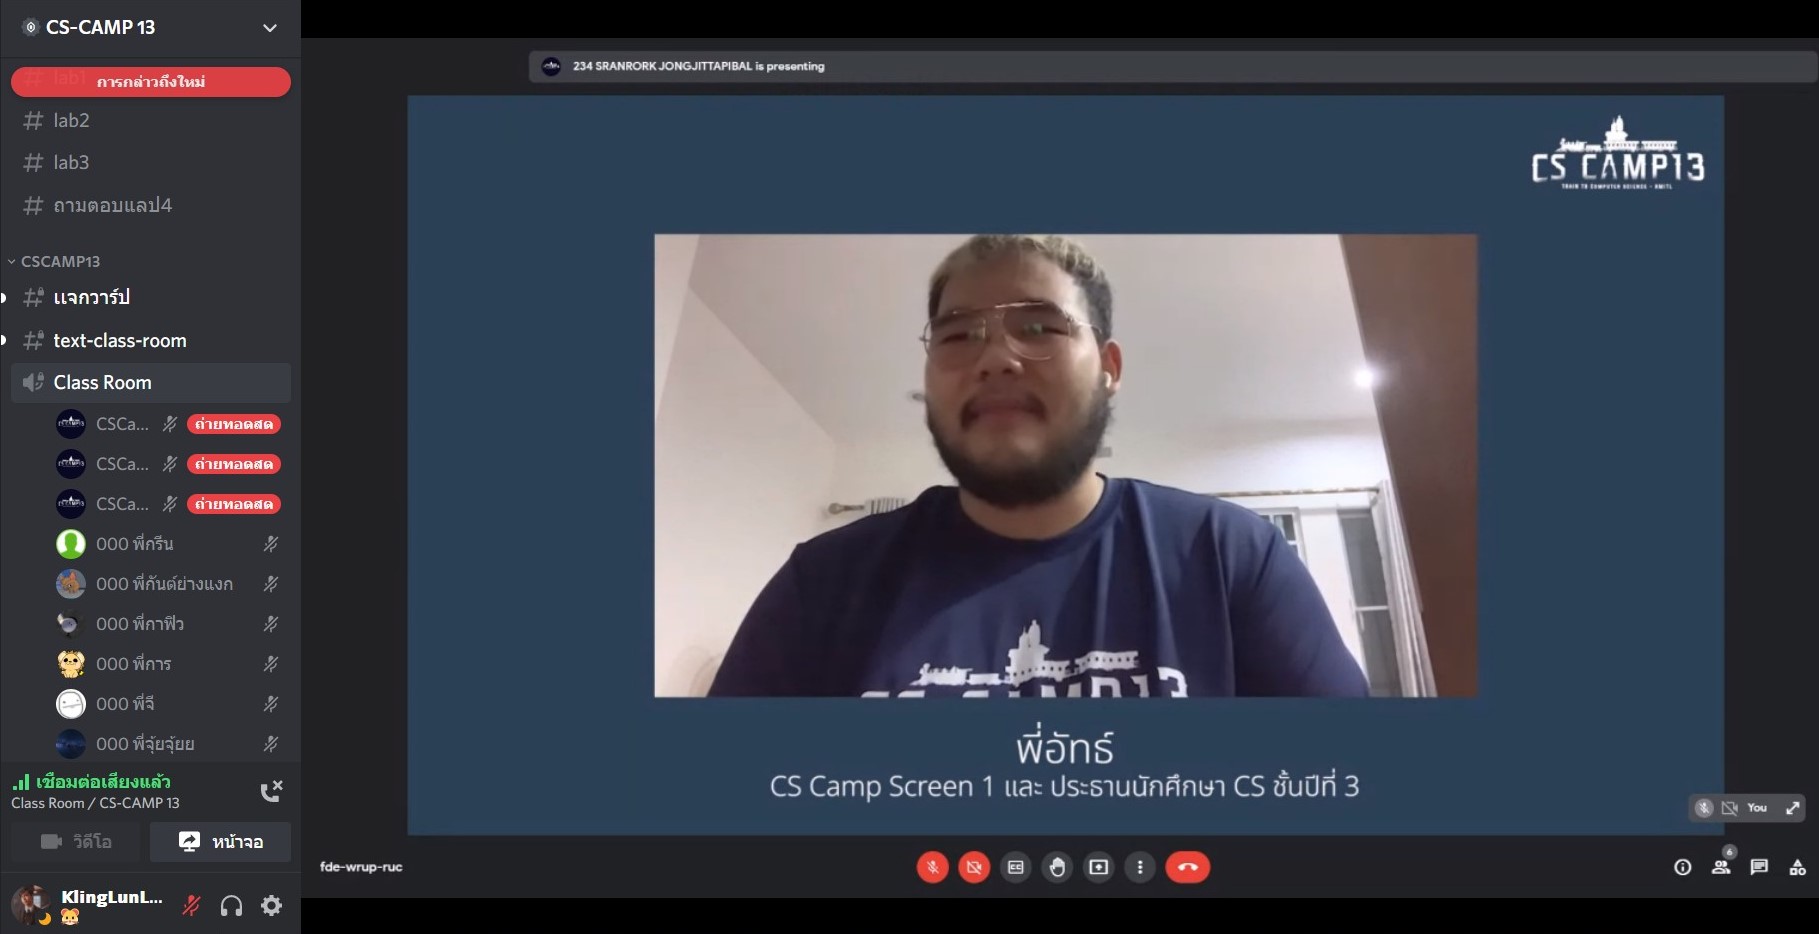 CS-CAMP 13
lab1
การกล่าวถึงใหม่
lab2
lab3
ถามตอบแลป4
CSCAMP13
แจกวาร์ป
text-class-room
Class Room
CSCa... ถ่ายทอดสด
CSCa... ถ่ายทอดสด
CSCa... ถ่ายทอดสด
000 พี่กรีน
000 พี่กันต์ย่างแงก
000 พี่กาฟิว
000 พี่การ
000 พี่จี
000 พี่จุ้ยจุ้ยย
เชื่อมต่อเสียงแล้ว
Class Room / CS-CAMP 13
วิดีโอ
หน้าจอ
KlingLunL...
234 SRANRORK JONGJITTAPIBAL is presenting
CS CAMP13
TRAIN TO COMPUTER SCIENCE - KMITL
CS CAMP13
พี่อัทธ์
CS Camp Screen 1 และ ประธานนักศึกษา CS ชั้นปีที่ 3
You
fde-wrup-ruc
6